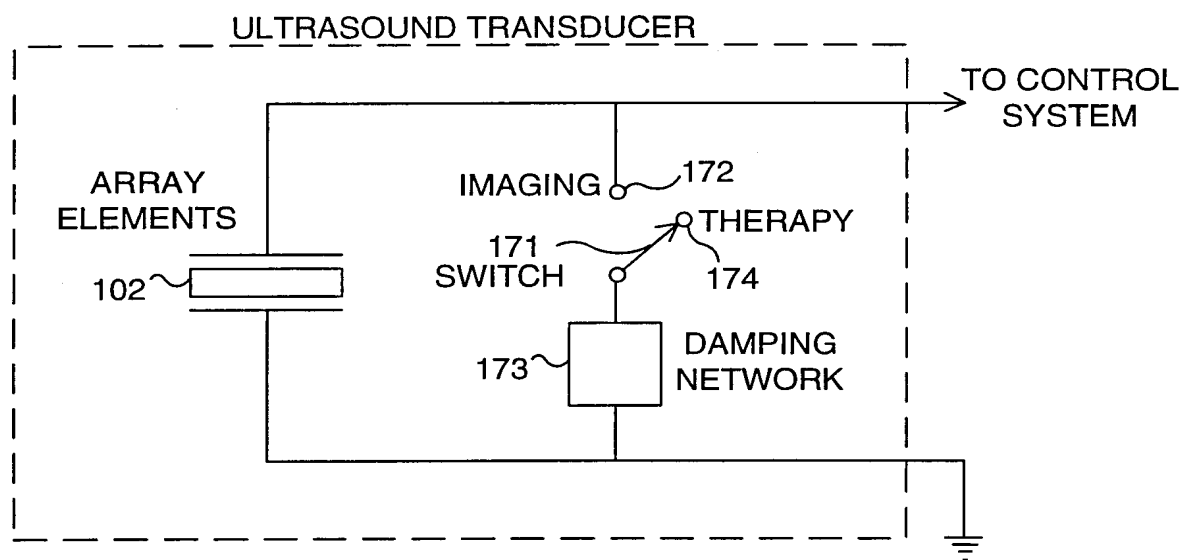 ULTRASOUND TRANSDUCER
TO CONTROL
SYSTEM
ARRAY
ELEMENTS
102
IMAGING
172
THERAPY
171
174
SWITCH
173
DAMPING
NETWORK